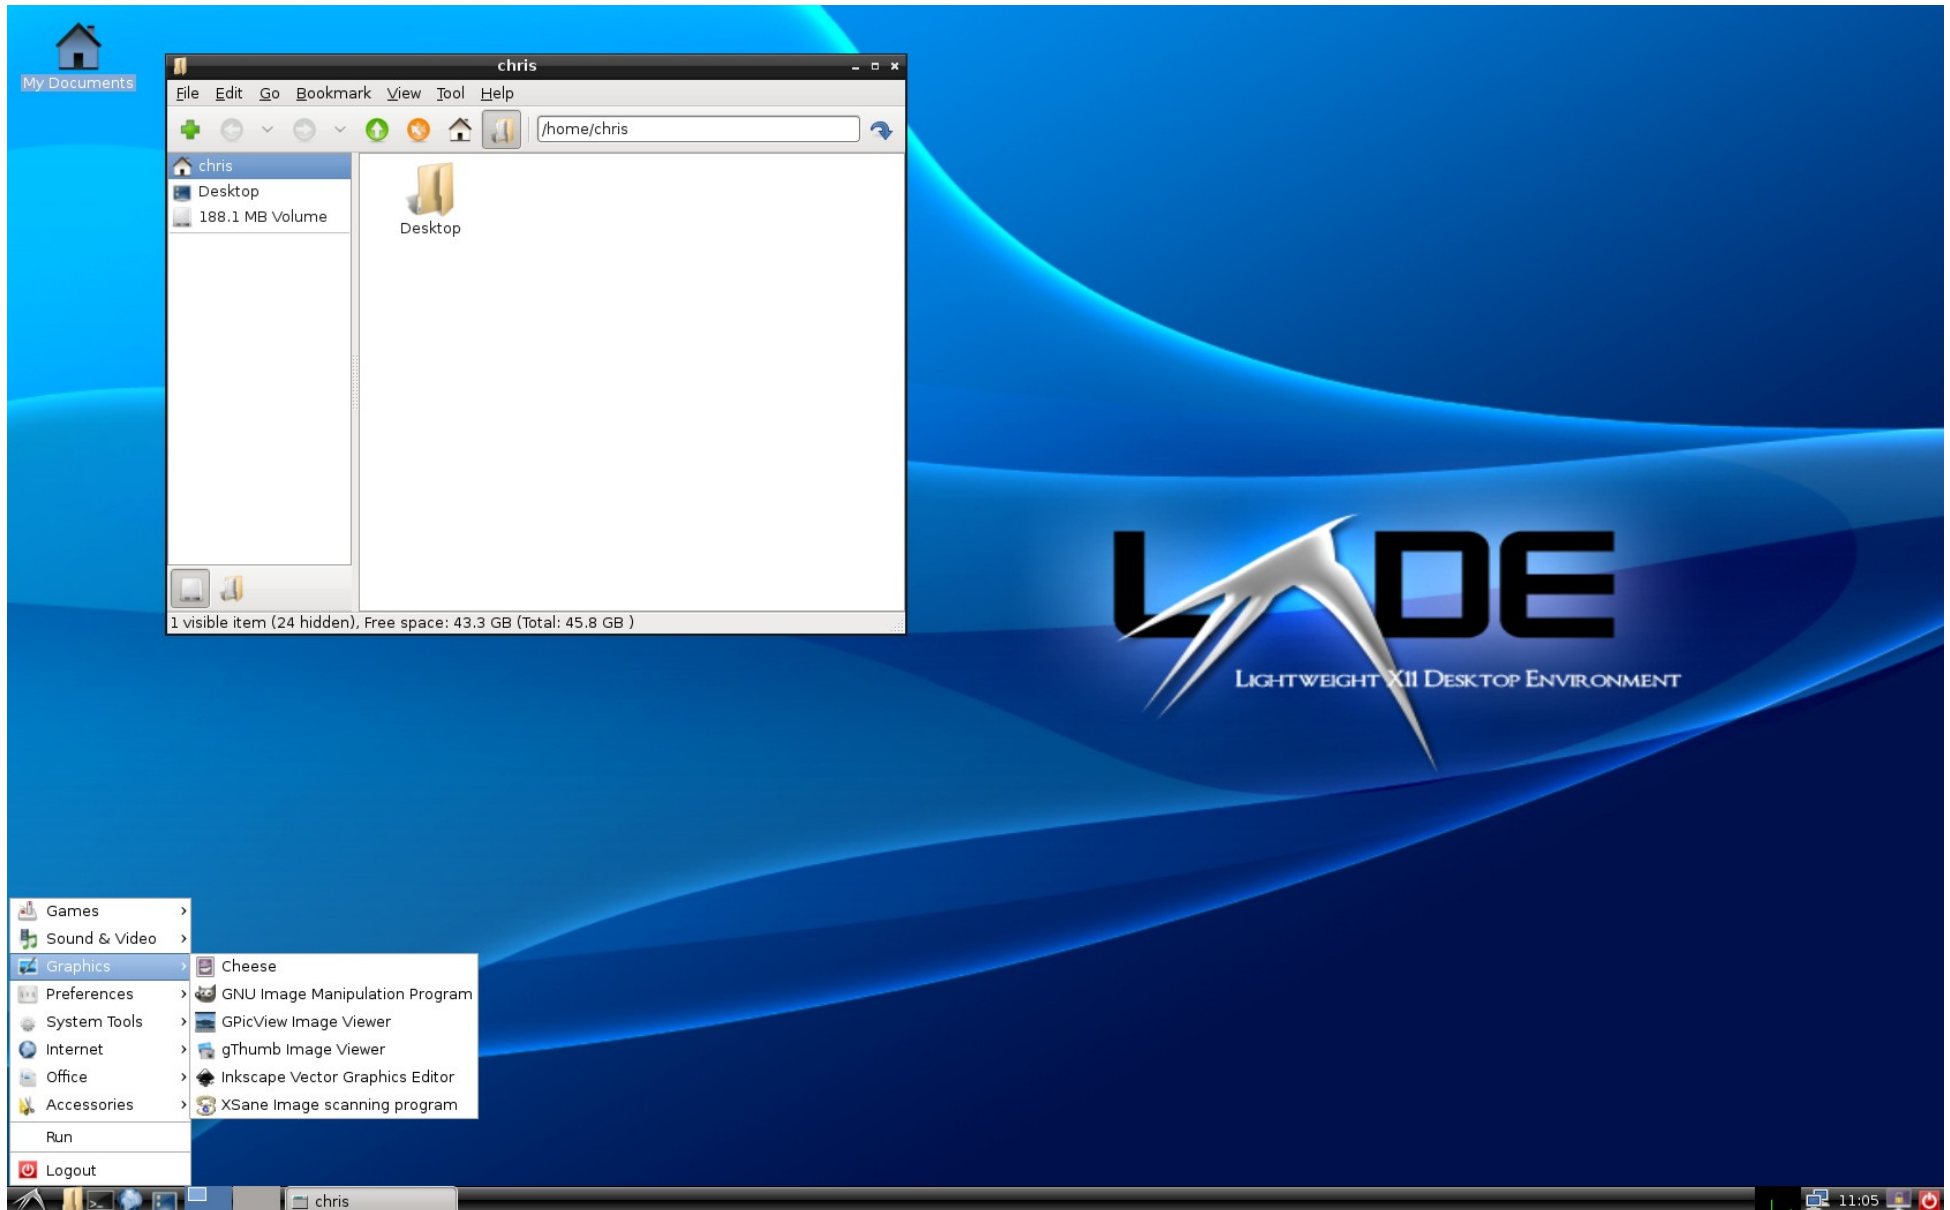 My Documents
chris
File Edit Go Bookmark View Tool Help
/home/chris
chris
Desktop
188.1 MB Volume
Desktop
1 visible item (24 hidden), Free space: 43.3 GB (Total: 45.8 GB )
LXDE
LIGHTWEIGHT X11 DESKTOP ENVIRONMENT
Games
Sound & Video
Graphics
Preferences
System Tools
Internet
Office
Accessories
Run
Logout
Cheese
GNU Image Manipulation Program
GPicView Image Viewer
gThumb Image Viewer
Inkscape Vector Graphics Editor
XSane Image scanning program
chris
11:05